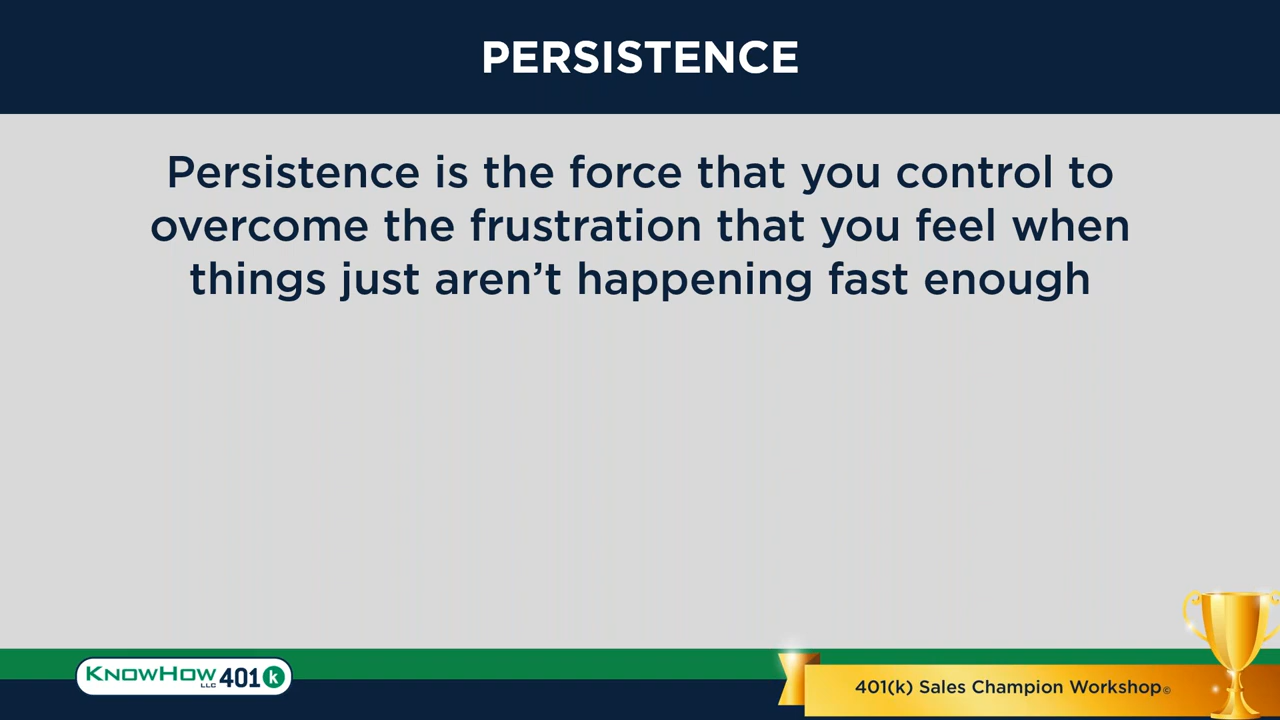 PERSISTENCE
Persistence is the force that you control to
overcome the frustration that you feel when
things just aren’t happening fast enough
KNOWHOW LLC 401 k
401(k) Sales Champion Workshop©